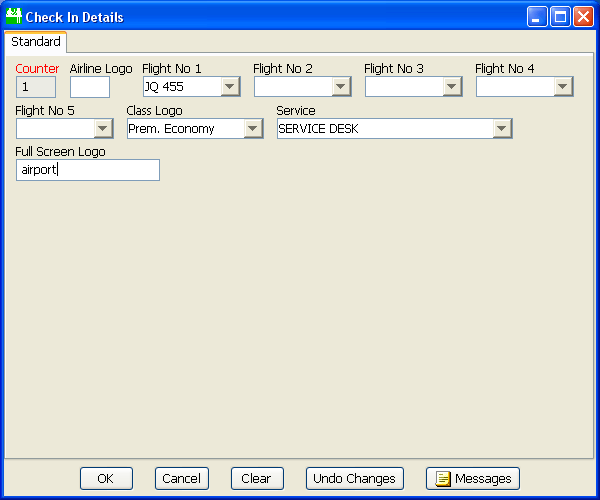 Check In Details
Standard
Counter Airline Logo Flight No 1 Flight No 2 Flight No 3 Flight No 4
1 JQ 455
Flight No 5 Class Logo Service
Prem. Economy SERVICE DESK
Full Screen Logo
airport
OK Cancel Clear Undo Changes Messages